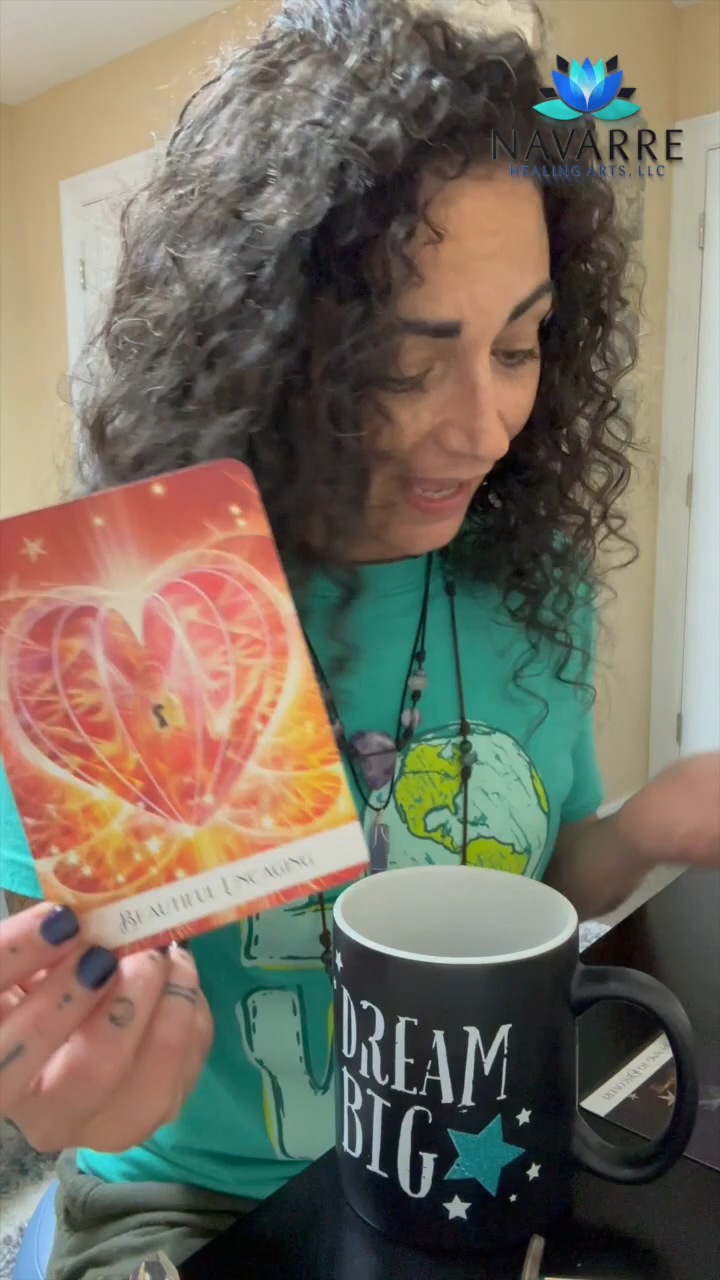 NAVARRE
HEALING ARTS, LLC
BEAUTIFUL UNCAGING
DREAM
BIG